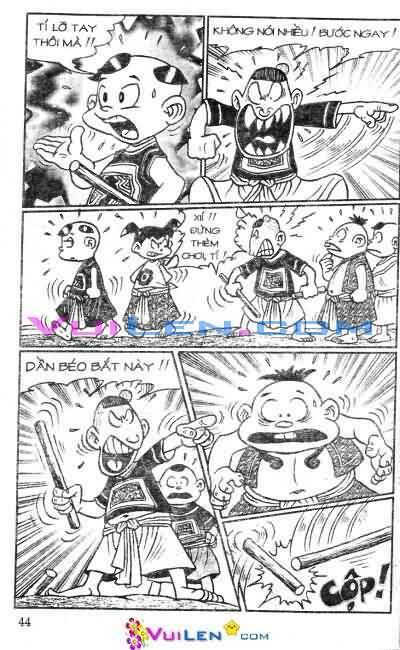 TÍ LỠ TAY
THÔI MÀ !!
KHÔNG NÓI NHIỀU ! BƯỚC NGAY !
XÍ !
ĐỪNG
THÈM
CHƠI, TÍ !
VUILEN.COM
DẦN BÉO BẮT NÀY !!
CỘP!
44
VUILEN.COM